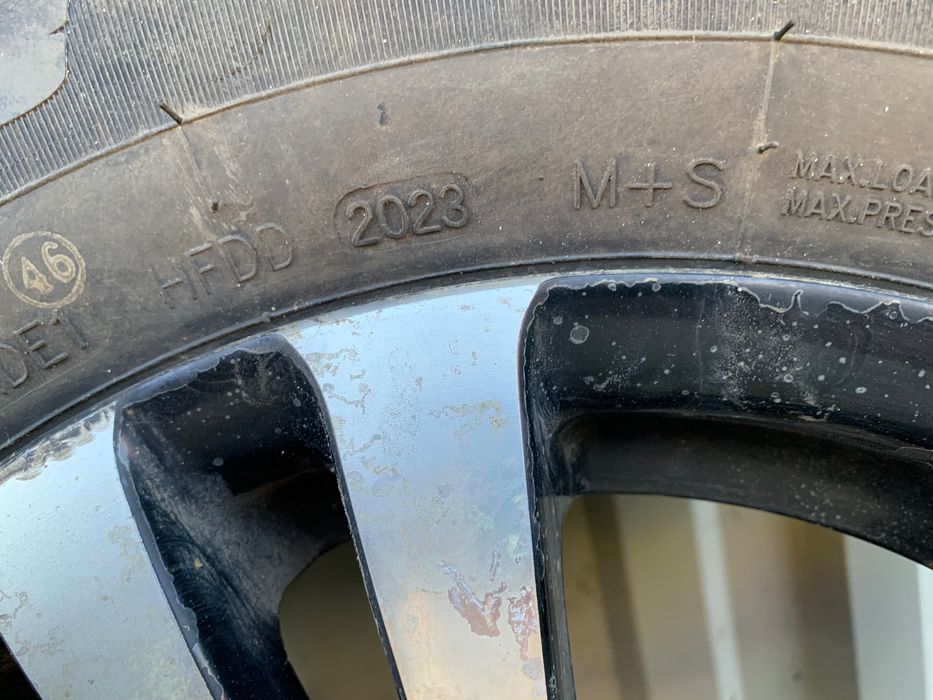 46
DE1
HFDD
2023
M+S
MAX.LOA
MAX.PRES